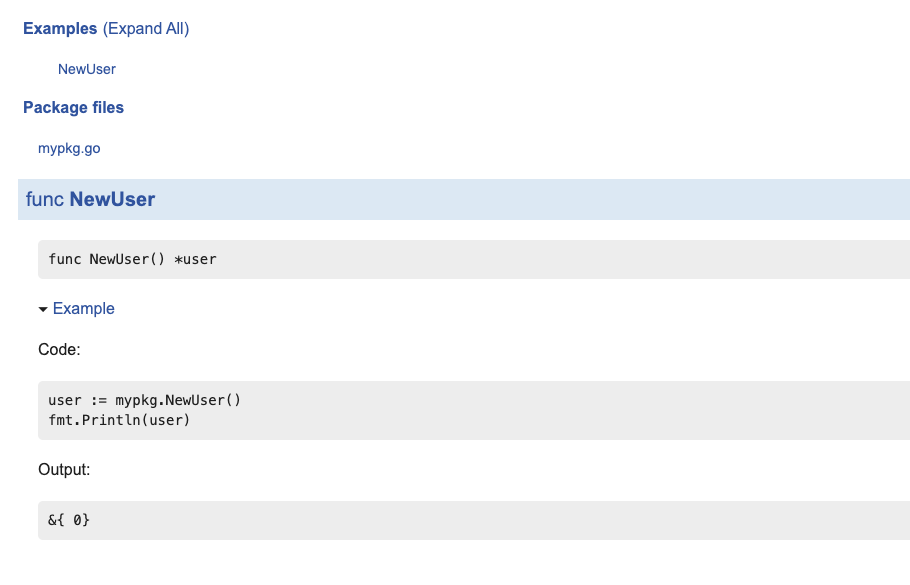 Examples (Expand All)
NewUser
Package files
mypkg.go
func NewUser
func NewUser() *user
Example
Code:
user := mypkg.NewUser()
fmt.Println(user)
Output:
&{ 0}